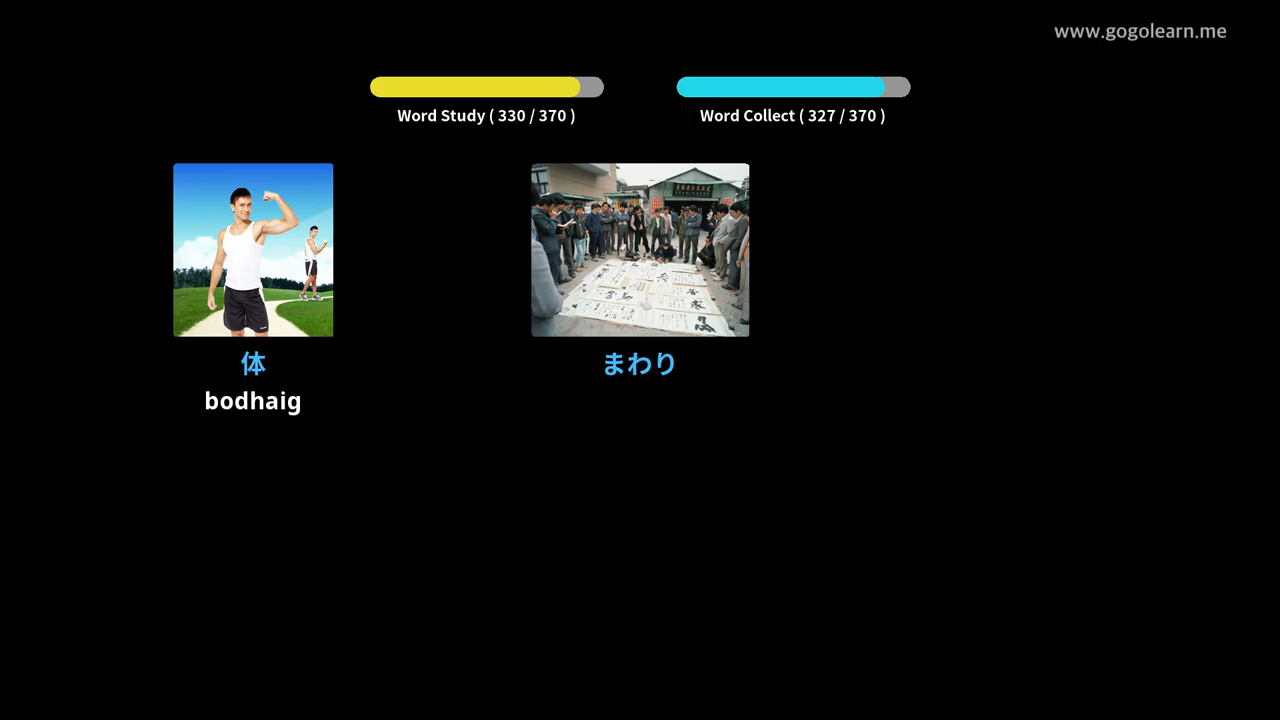 www.gogolearn.me
Word Study ( 330 / 370 )
Word Collect ( 327 / 370 )
体
bodhaig
まわり